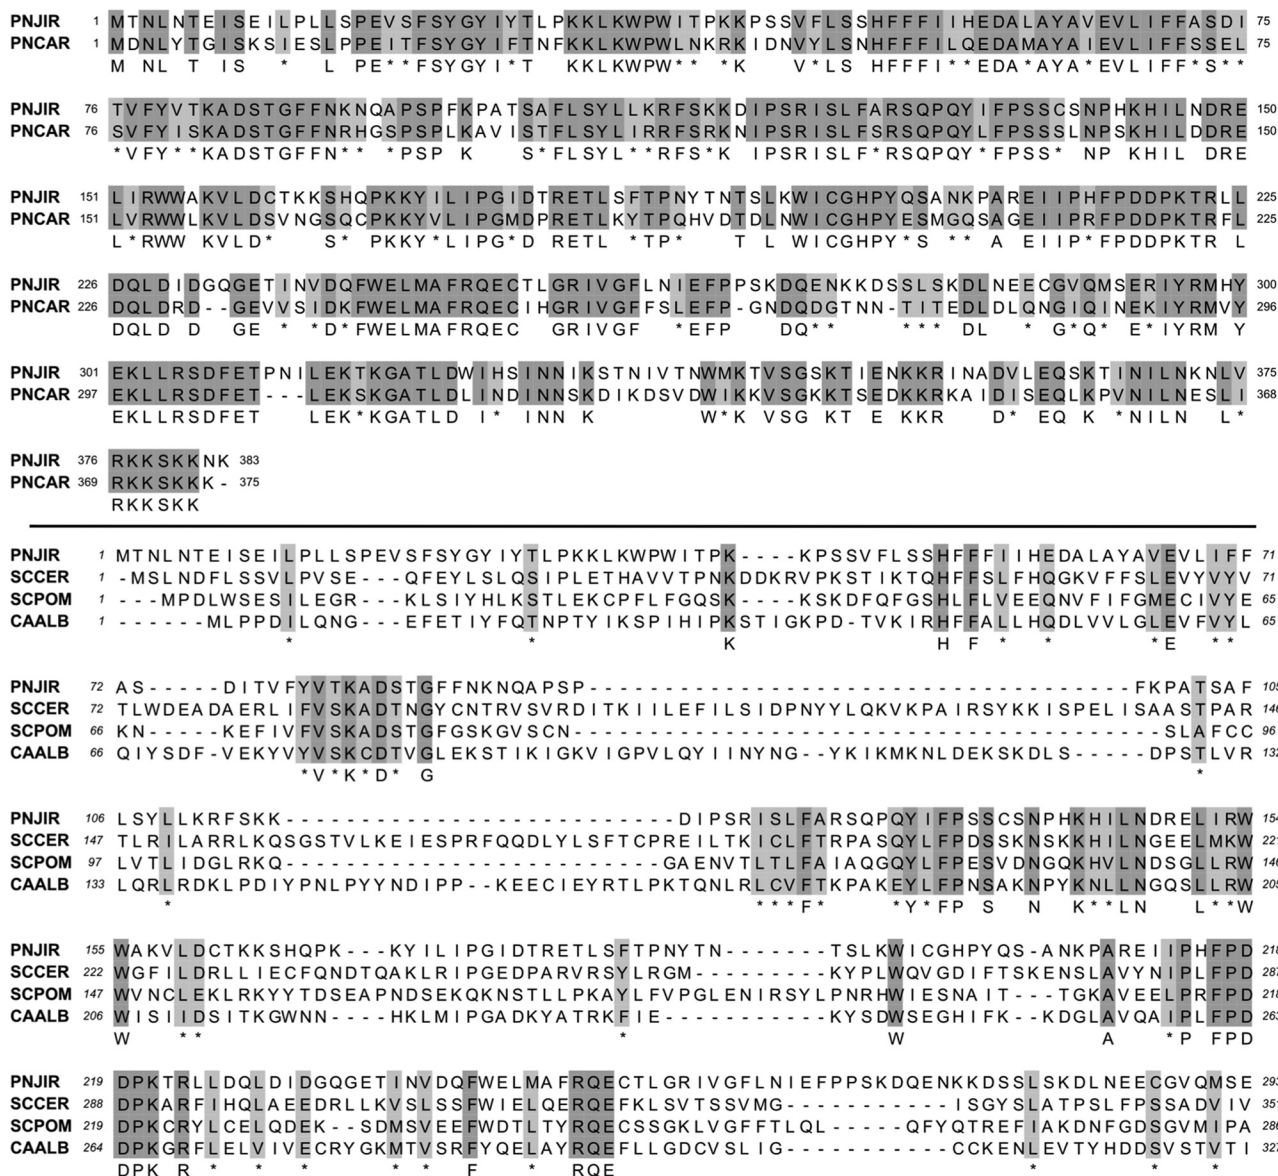 PNJIR 1 MTNLNTEISEILPLLSPEVSFSYGYIYTLPKKLKWPWITPKKPSSVFLSSHFFFIIHEDALAYAVEVLIFFASDI 75
PNCAR 1 MDNLYTGISKSIESLPPEITFSYGYIFTNFKKLKWPWLNKRKIDNVYLSNHFFFILQEDAMAYAIEVLIFFSSEL 75
M NL T IS * L PE**FSYGYI*T KKLKWPW** *K V*LS HFFFI**EDA*AYA*EVLIFF*S**
PNJIR 76 TVFYVTKADSTGFFNKNQAPSPFKPATSAFLSYLLKRFSKKDIPSRISLFARSQPQYIFPSSCSNPHKHILNDRE 150
PNCAR 76 SVFYISKADSTGFFNRHGSPSPLKAVISTFLSYLIRRFSRKNIPSRISLFSRSQPQYLFPSSSLNPSKHILDDRE 150
*VFY**KADSTGFFN** *PSP K S*FLSYL**RFS*K IPSRISLF*RSQPQY*FPSS* NP KHIL DRE
PNJIR 151 LIRWWAKVLDCTKKSHQPKKYILIPGIDTRETLSFTPNYTNTSLKWICGHPYQSANKPAREIIPHFPDDPKTRLL 225
PNCAR 151 LVRWWLKVLDSVNGSQCPKKYVLIPGMDPRETLKYTPQHVDTDLNWICGHPYESMGQSAGEIIPRFPDDPKTRFL 225
L*RWW KVLD* S* PKKY*LIPG*D RETL *TP* T L WICGHPY*S ** A EIIP*FPDDPKTR L
PNJIR 226 DQLDIDGQGETINVDQFWELMAFRQECTLGRIVGFLNIEFPPSKDQENKKDSSLSKDLNEECGVQMSERIYRMHY 300
PNCAR 226 DQLDRD--GEVVSIDKFWELMAFRQECIHGRIVGFFSLEFP-GNDQDGTNN-TITEDLDLQNGIQINEKIYRMVY 296
DQLD D GE * *D*FWELMAFRQEC GRIVGF *EFP DQ** *** DL * G*Q* E*IYRM Y
PNJIR 301 EKLLRSDFETPNILEKTKGATLDWIHSINNIKSTNIVTNWMKTVSGSKTIENKKRINADVLEQSKTINILNKNLV 375
PNCAR 297 EKLLRSDFET---LEKSKGATLDLINDINNSKDIKDSVDWIKKVSGKKTSEDKKRKAIDISEQLKPVNILNESLI 368
EKLLRSDFET LEK*KGATLD I* INN K W*K VSG KT E KKR D* EQ K *NILN L*
PNJIR 376 RKKSKKNK 383
PNCAR 369 RKKSKKK- 375
RKKSKK
PNJIR 1 MTNLNTEISEILPLLSPEVSFSYGYIYTLPKKLKWPWITPK----KPSSVFLSSHFFFIIHEDALAYAVEVLIFF 71
SCCER 1 -MSLNDFLSSVLPVSE---QFEYLSLQSIPLETHAVVTPNKDDKRVPKSTIKTQHFFSLFHQGKVFFSLEVYVYV 71
SCPOM 1 ---MPDLWSESILEGR---KLSIYHLKSTLEKCPFLFGQSK----KSKDFQFGSHLFLVEEQNVFIFGMECIVYE 65
CAALB 1 ------MLPPDILQNG---EFETIYFQTNPTYIKSPIHIPKSTIGKPD-TVKIRHFFALLHQDLVVLGLEVFVYL 65
* * K H F * * *E **
PNJIR 72 AS-----DITVFYVTKADSTGFFNKNQAPSP------------------------------------FKPATSAF 105
SCCER 72 TLWDEADAERLIFVSKADTNGYCNTRVSVRDITKIILEFILSIDPNYYLQKVKPAIRSYKKISPELISAASTPAR 146
SCPOM 66 KN-----KEFIVFVSKADSTGFGSKGVSCN---------------------------------------SLAFCC 96
CAALB 66 QIYSDF-VEKYVYVSKCDTVGLEKSTIKIGKVIGPVLQYIINYNG--YKIKMKNLDEKSKDLS-----DPSTLVR 132
*V*K*D* G *
PNJIR 106 LSYLLKRFSKK--------------------------DIPSRISLFARSQPQYIFPSSCSNPHKHILNDRELIRW 154
SCCER 147 TLRILARRLKQSGSTVLKEIESPRFQQDLYLSFTCPREILTKICLFTRPASQYLFPDSSKNSKKHILNGEELMKW 221
SCPOM 97 LVTLIDGRLKQ-------------------------GAENVTLTLFAIAQGQYLFPESVDNGQKHVLNDSGLLRW 146
CAALB 133 LQRLRDKLPDIYPNLPYYNDIPP--KEECIEYRTLPKTQNLRLCVFTKPAKEYLFPNSAKNPYKNLLNGQSLLRW 205
* ***F* *Y*FP S N K**LN L**W
PNJIR 155 WAKVLDCTKKSHQPK---KYILIPGIDTRETLSFTPNYTN-------TSLKWICGHPYQS-ANKPAREIIPHFPD 218
SCCER 222 WGFILDRLLIECFQNDTQAKLRIPGEDPARVRSYLRGM---------KYPLWQVGDIFTSKENSLAVYNIPLFPD 287
SCPOM 147 WVNCLEKLRKYYTDSEAPNDSEKQKNSTLLPKAYLFVPGLENIRSYLPNRHWIESNAIT---TGKAVEELPRFPD 218
CAALB 206 WISIIDSITKGWNN----HKLMIPGADKYATRKFIE-----------KYSDWSEGHIFK--KDGLAVQAIPLFPD 263
W ** * W A *P FPD
PNJIR 219 DPKTRLLDQLDIDGQGETINVDQFWELMAFRQECTLGRIVGFLNIEFPPSKDQENKKDSSLSKDLNEECGVQMSE 293
SCCER 288 DPKARFIHQLAEEDRLLKVSLSSFWIELQERQEFKLSVTSSVMG-----------ISGYSLATPSLFPSSADVIV 351
SCPOM 219 DPKCRYLCELQDEK--SDMSVEEFWDTLTYRQECSSGKLVGFFTLQL-----QFYQTREFIAKDNFGDSGVMIPA 286
CAALB 264 DPKGRFLELVIVECRYGKMTVSRFYQELAYRQEFLLGDCVSLIG-----------CCKENLEVTYHDDSVSTVTI 327
DPK R * * * * * F * RQE * *